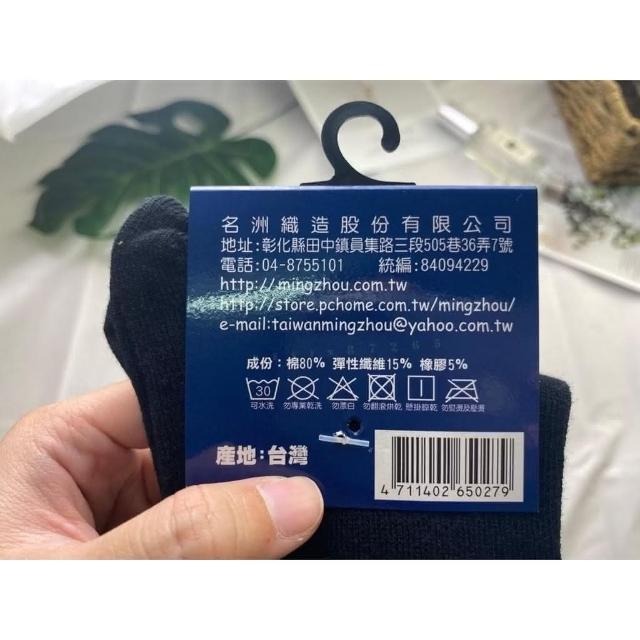 名洲織造股份有限公司
地址:彰化縣田中鎮員集路三段505巷36弄7號
電話:04-8755101 統編:84094229
http://mingzhou.com.tw
http://store.pchome.com.tw/mingzhou/
e-mail:taiwanmingzhou@yahoo.com.tw
成份:棉80% 彈性纖維15% 橡膠5%
30
可水洗 勿專業乾洗 勿漂白 勿翻滾烘乾 懸掛晾乾 勿熨燙及壓燙
產地:台灣
4 711402 650279